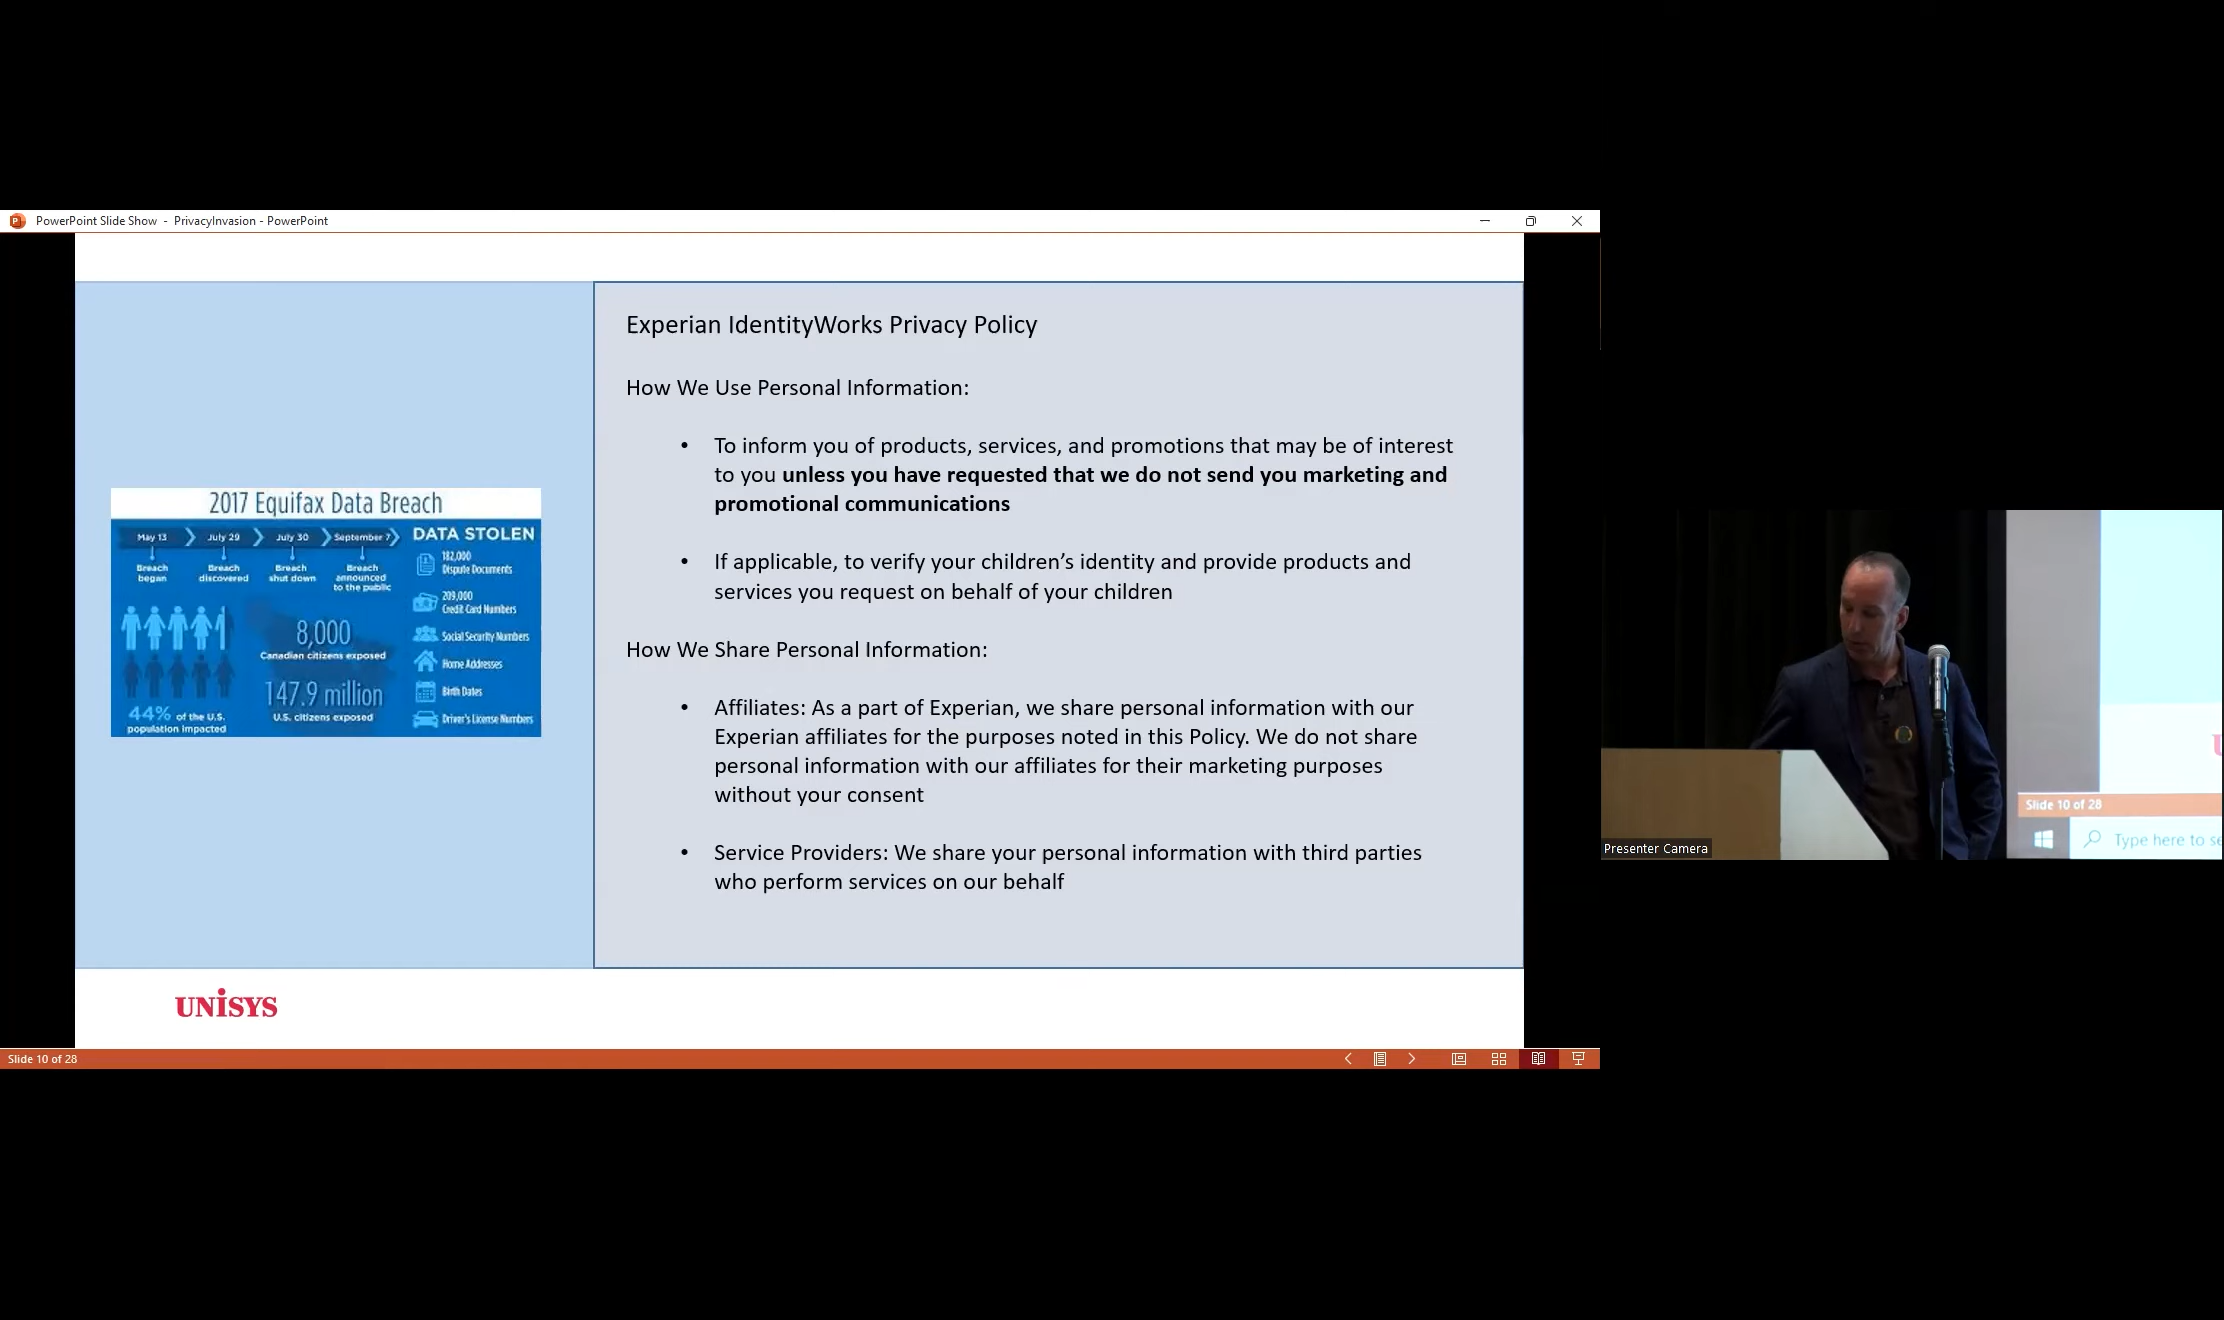 PowerPoint Slide Show - PrivacyInvasion - PowerPoint
2017 Equifax Data Breach
May 13
July 29
July 30
September 7
Breach
began
Breach
discovered
Breach
shut down
Breach
announced
to the public
DATA STOLEN
182,000
Dispute Documents
209,000
Credit Card Numbers
Social Security Numbers
Home Addresses
Birth Dates
Driver's License Numbers
8,000
Canadian citizens exposed
147.9 million
U.S. citizens exposed
44% of the U.S.
population impacted
Experian IdentityWorks Privacy Policy
How We Use Personal Information:
• To inform you of products, services, and promotions that may be of interest
to you unless you have requested that we do not send you marketing and
promotional communications
• If applicable, to verify your children’s identity and provide products and
services you request on behalf of your children
How We Share Personal Information:
• Affiliates: As a part of Experian, we share personal information with our
Experian affiliates for the purposes noted in this Policy. We do not share
personal information with our affiliates for their marketing purposes
without your consent
• Service Providers: We share your personal information with third parties
who perform services on our behalf
UNiSYS
Slide 10 of 28
Slide 10 of 28
Type here to se
Presenter Camera